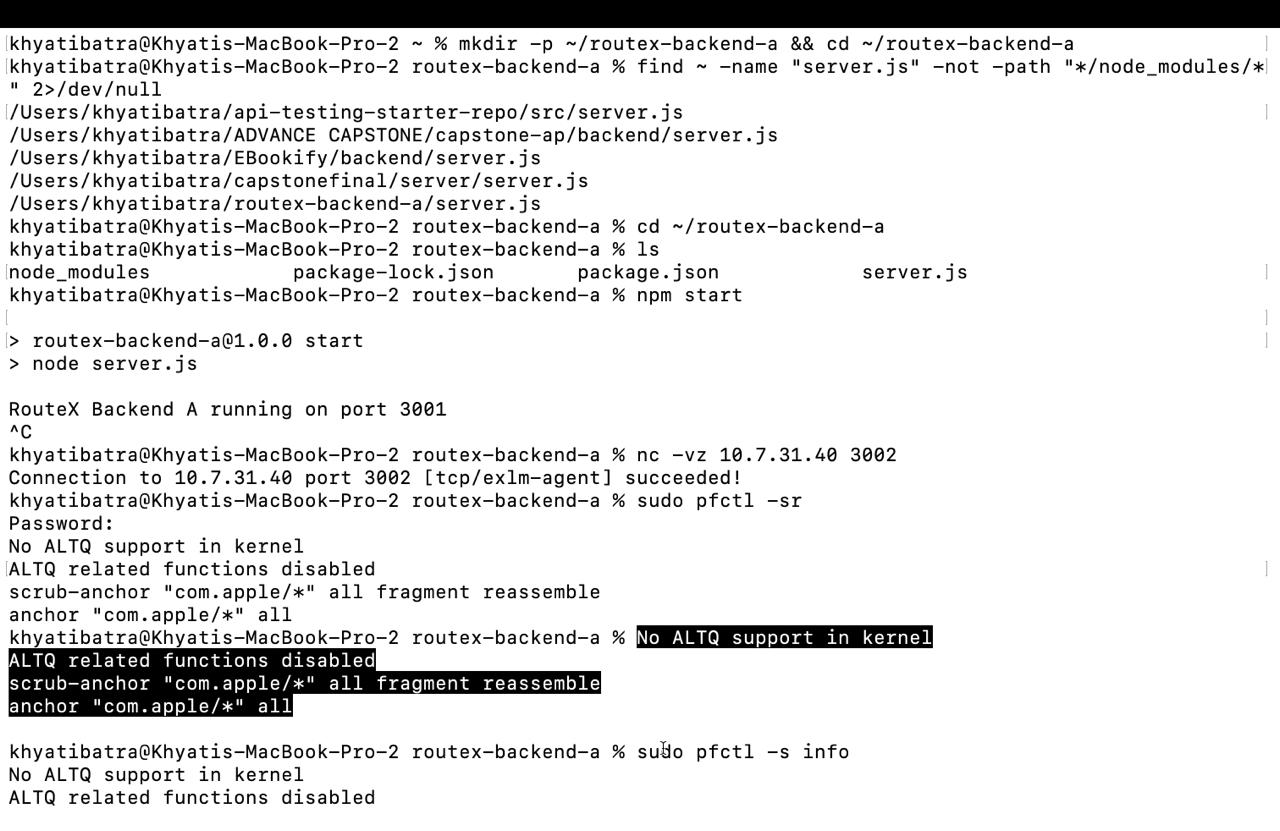 khyatibatra@Khyatis-MacBook-Pro-2 ~ % mkdir -p ~/routex-backend-a && cd ~/routex-backend-a
khyatibatra@Khyatis-MacBook-Pro-2 routex-backend-a % find ~ -name "server.js" -not -path "*/node_modules/*
" 2>/dev/null
/Users/khyatibatra/api-testing-starter-repo/src/server.js
/Users/khyatibatra/ADVANCE CAPSTONE/capstone-ap/backend/server.js
/Users/khyatibatra/EBookify/backend/server.js
/Users/khyatibatra/capstonefinal/server/server.js
/Users/khyatibatra/routex-backend-a/server.js
khyatibatra@Khyatis-MacBook-Pro-2 routex-backend-a % cd ~/routex-backend-a
khyatibatra@Khyatis-MacBook-Pro-2 routex-backend-a % ls
node_modules package-lock.json package.json server.js
khyatibatra@Khyatis-MacBook-Pro-2 routex-backend-a % npm start
> routex-backend-a@1.0.0 start
> node server.js
RouteX Backend A running on port 3001
^C
khyatibatra@Khyatis-MacBook-Pro-2 routex-backend-a % nc -vz 10.7.31.40 3002
Connection to 10.7.31.40 port 3002 [tcp/exlm-agent] succeeded!
khyatibatra@Khyatis-MacBook-Pro-2 routex-backend-a % sudo pfctl -sr
Password:
No ALTQ support in kernel
ALTQ related functions disabled
scrub-anchor "com.apple/*" all fragment reassemble
anchor "com.apple/*" all
khyatibatra@Khyatis-MacBook-Pro-2 routex-backend-a % No ALTQ support in kernel
ALTQ related functions disabled
scrub-anchor "com.apple/*" all fragment reassemble
anchor "com.apple/*" all
khyatibatra@Khyatis-MacBook-Pro-2 routex-backend-a % sudo pfctl -s info
No ALTQ support in kernel
ALTQ related functions disabled